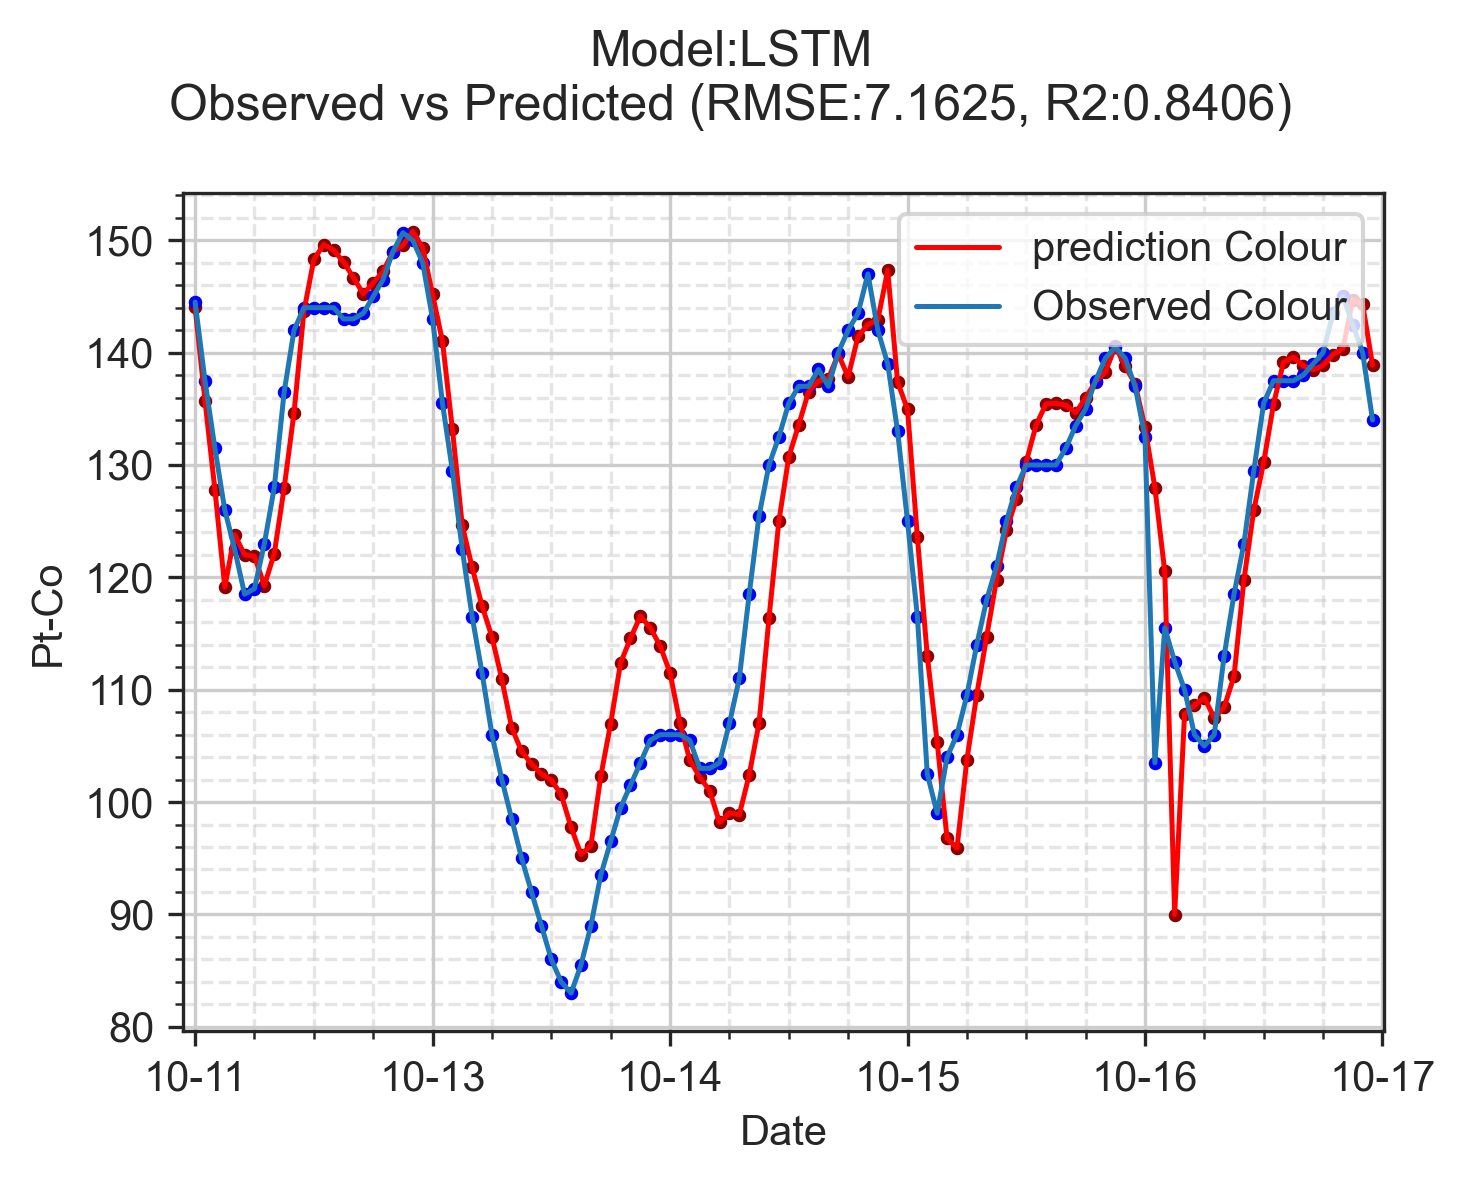 Model:LSTM
Observed vs Predicted (RMSE:7.1625, R2:0.8406)
prediction Colour
Observed Colour
150
140
130
120
110
100
90
80
Pt-Co
10-11 10-13 10-14 10-15 10-16 10-17
Date